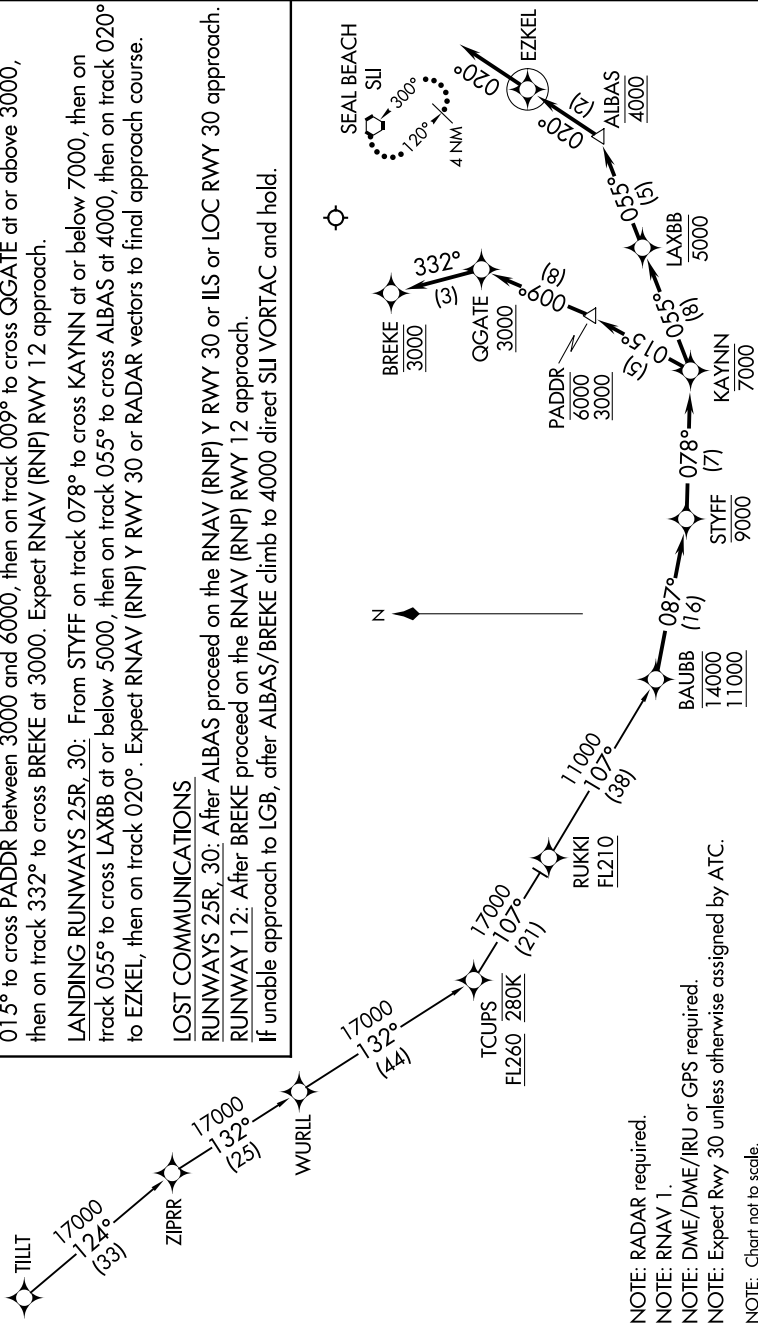 015° to cross PADDR between 3000 and 6000, then on track 009° to cross QGATE at or above 3000,
then on track 332° to cross BREKE at 3000. Expect RNAV (RNP) RWY 12 approach.
LANDING RUNWAYS 25R, 30: From STYFF on track 078° to cross KAYNN at or below 7000, then on
track 055° to cross LAXBB at or below 5000, then on track 055° to cross ALBAS at 4000, then on track 020°
to EZKEL, then on track 020°. Expect RNAV (RNP) Y RWY 30 or RADAR vectors to final approach course.
LOST COMMUNICATIONS
RUNWAYS 25R, 30: After ALBAS proceed on the RNAV (RNP) Y RWY 30 or ILS or LOC RWY 30 approach.
RUNWAY 12: After BREKE proceed on the RNAV (RNP) RWY 12 approach.
If unable approach to LGB, after ALBAS/BREKE climb to 4000 direct SLI VORTAC and hold.
TILLT
17000
124°
(33)
ZIPRR
17000
132°
(25)
WURLL
17000
132°
(44)
TCUPS
FL260 280K
17000
107°
(21)
RUKKI
FL210
11000
107°
(38)
BAUBB
14000
11000
087°
(16)
STYFF
9000
078°
(7)
KAYNN
7000
015°
(5)
PADDR
6000
3000
009°
(8)
QGATE
3000
332°
(3)
BREKE
3000
055°
(8)
LAXBB
5000
055°
(5)
ALBAS
4000
020°
(2)
EZKEL
020°
SEAL BEACH
SLI
300°
120°
4 NM
N
NOTE: RADAR required.
NOTE: RNAV 1.
NOTE: DME/DME/IRU or GPS required.
NOTE: Expect Rwy 30 unless otherwise assigned by ATC.
NOTE: Chart not to scale.